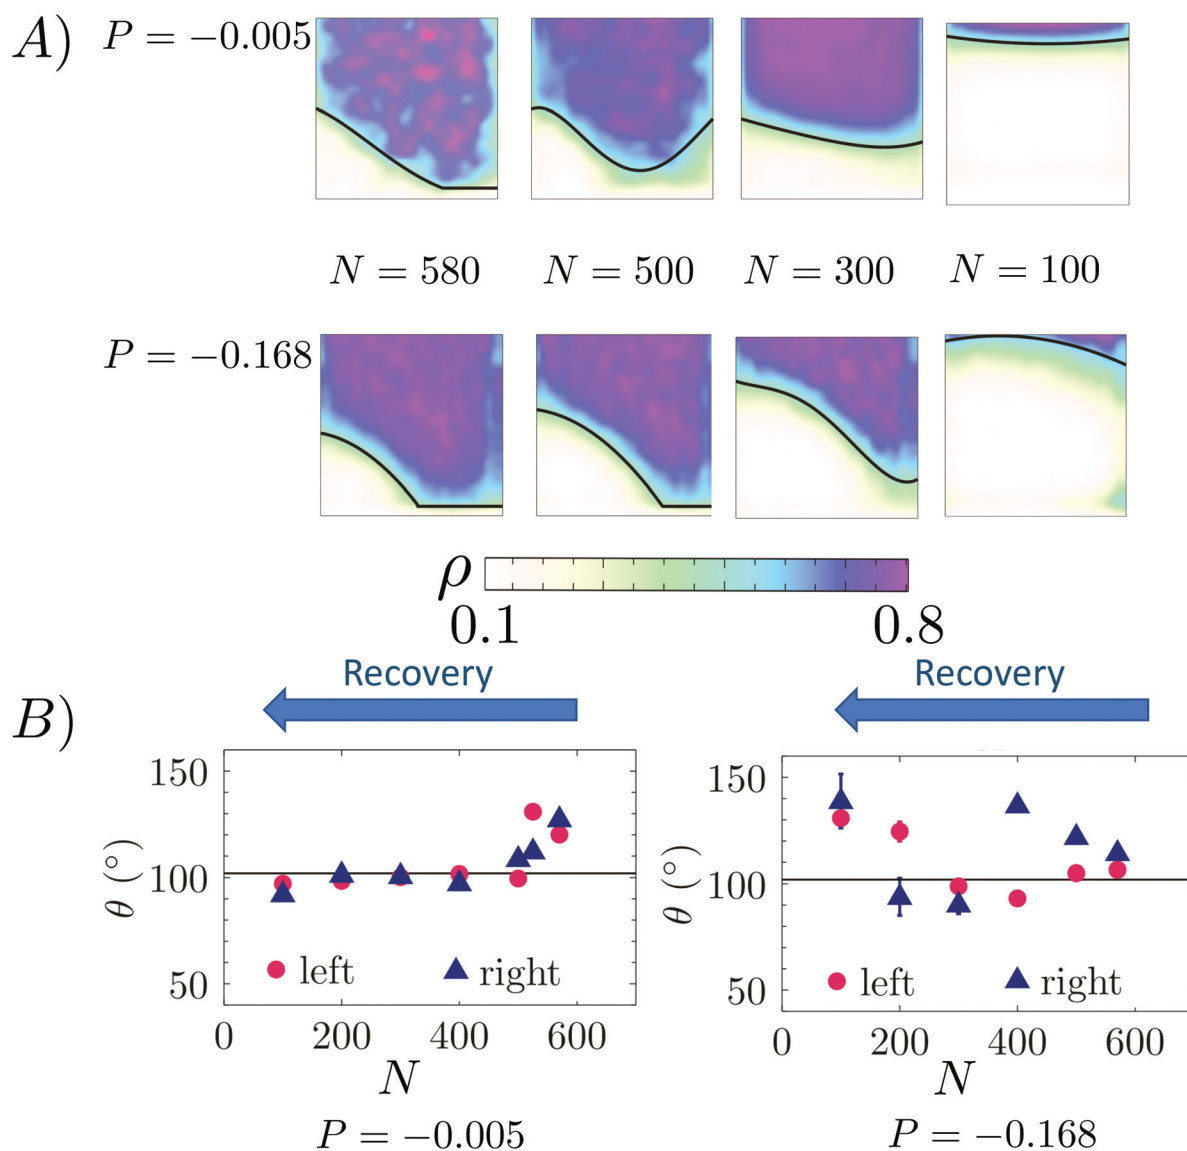 A) P = −0.005
N = 580 N = 500 N = 300 N = 100
P = −0.168
ρ
0.1 0.8
Recovery Recovery
B)
150 150
100 100
50 50
θ (°) θ (°)
left right left right
0 200 400 600 0 200 400 600
N N
P = −0.005 P = −0.168